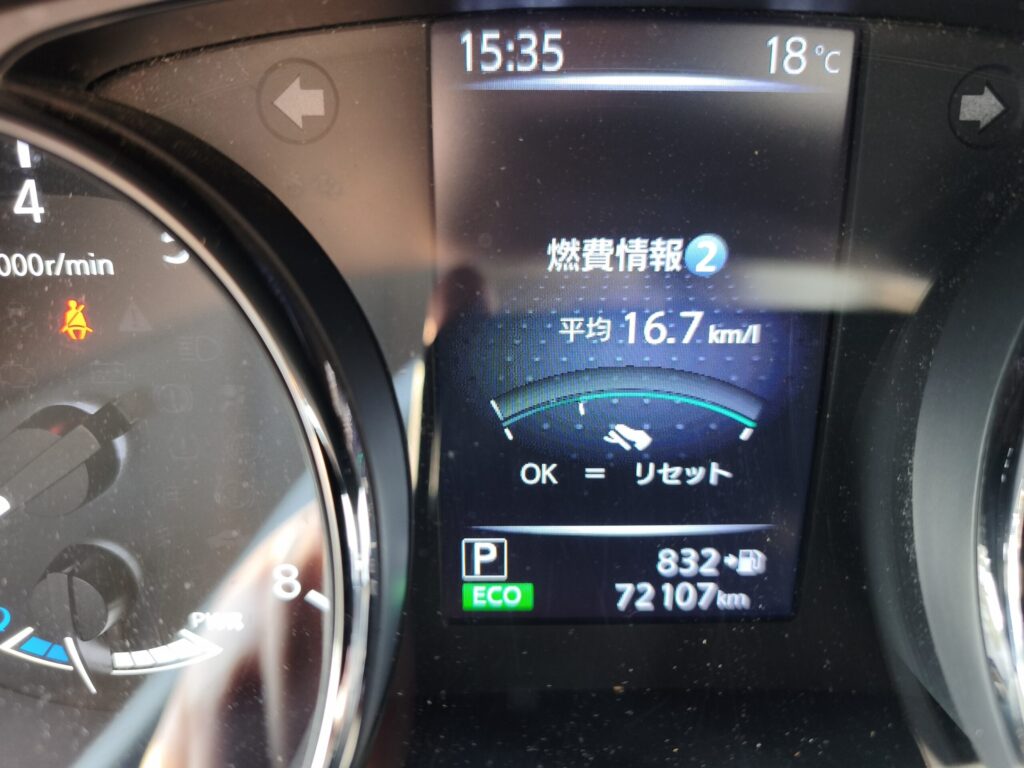 15:35 18°C
4
000r/min
燃費情報2
平均 16.7 km/l
OK = リセット
P
832
ECO
72107km
8
PWR